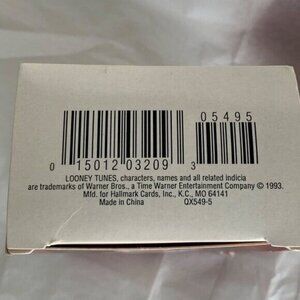 05495
0 15012 03209 3
LOONEY TUNES, characters, names and all related indicia
are trademarks of Warner Bros., a Time Warner Entertainment Company © 1993.
Mfd. for Hallmark Cards, Inc., K.C., MO 64141
Made in China QX549-5